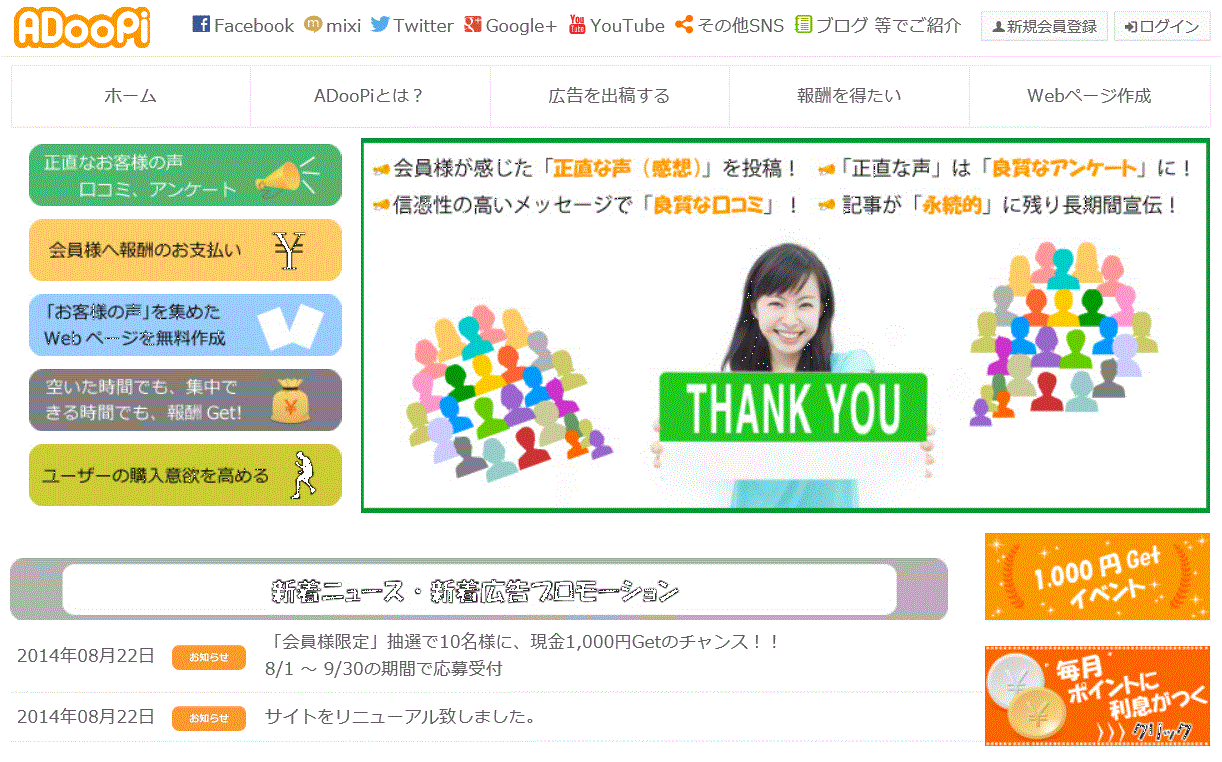 ADooPi
Facebook mixi Twitter Google+ YouTube その他SNS ブログ 等でご紹介
新規会員登録 ログイン
ホーム ADooPiとは？ 広告を出稿する 報酬を得たい Webページ作成
正直なお客様の声
口コミ、アンケート
会員様へ報酬のお支払い
「お客様の声」を集めた
Web ページを無料作成
空いた時間でも、集中で
きる時間でも、報酬 Get!
ユーザーの購入意欲を高める
会員様が感じた「正直な声（感想）」を投稿！ 「正直な声」は「良質なアンケート」に！
信憑性の高いメッセージで「良質な口コミ」！ 記事が「永続的」に残り長期間宣伝！
THANK YOU
新着ニュース・新着広告プロモーション
2014年08月22日 お知らせ 「会員様限定」抽選で10名様に、現金1,000円Getのチャンス！！
8/1 ～ 9/30の期間で応募受付
2014年08月22日 お知らせ サイトをリニューアル致しました。
1,000 円 Get
イベント
毎月
ポイントに
利息がつく
クリック